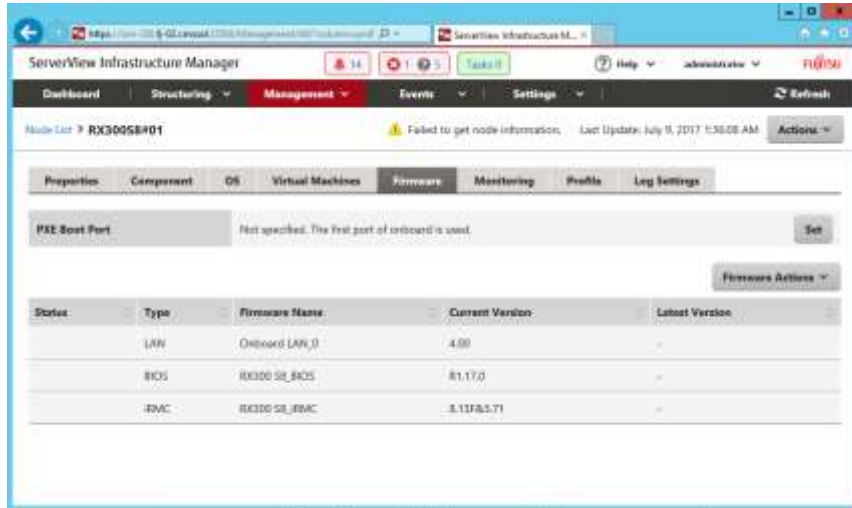 ServerView Infrastructure M...
ServerView Infrastructure Manager 14 1 5 Tasks 0 Help administrator FUJITSU
Dashboard Structuring Management Events Settings Refresh
Node List > RX300S8#01 Failed to get node information. Last Update: July 9, 2017 1:36:08 AM Actions
Properties Component OS Virtual Machines Firmware Monitoring Profile Log Settings
PXE Boot Port Not specified. The first port of onboard is used. Set
Firmware Actions
Status Type Firmware Name Current Version Latest Version
LAN Onboard LAN_0 4.00 -
BIOS RX300 S8_BIOS R1.17.0 -
iRMC RX300 S8_iRMC -